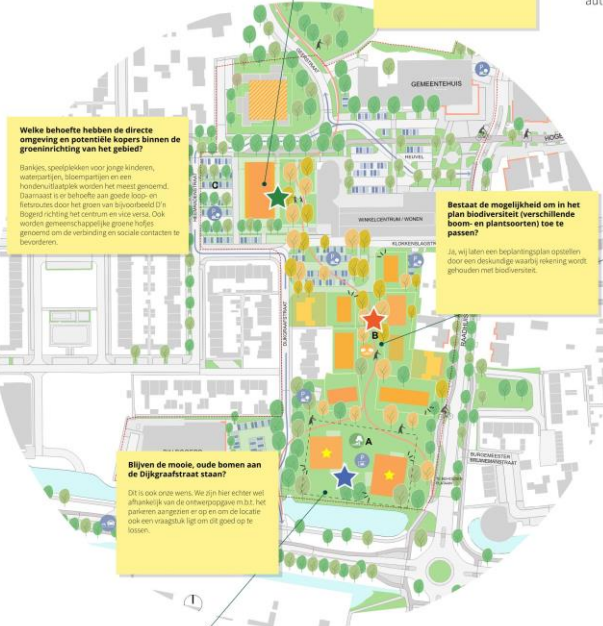 aut
GEMEENTEHUIS
HEUVEL
HOGE
Welke behoefte hebben de directe
omgeving en potentiële kopers binnen de
groeninrichting van het gebied?
Bankjes, speelplekken voor jonge kinderen,
waterpartijen, bloempartijen en een
hondenuitlaatplek worden het meest genoemd.
Daarnaast is er behoefte aan goede loop- en
fietsroutes door het groen van bijvoorbeeld D'n
Bogerd richting het centrum en vice versa. Ook
worden gemeenschappelijke groene hofjes
genoemd om de verbinding en sociale contacten te
bevorderen.
C
WINKELCENTRUM / WONEN
Bestaat de mogelijkheid om in het
plan biodiversiteit (verschillende
boom- en plantsoorten) toe te
passen?
Ja, wij laten een beplantingsplan opstellen
door een deskundige waarbij rekening wordt
gehouden met biodiversiteit.
DIJKGRAAFSTRAAT
B
A
Blijven de mooie, oude bomen aan
de Dijkgraafstraat staan?
Dit is ook onze wens. We zijn hier echter wel
afhankelijk van de ontwerpopgave m.b.t. het
parkeren aangezien er op en om de locatie
ook een vraagstuk ligt om dit goed op te
lossen.
BURGEMEESTER